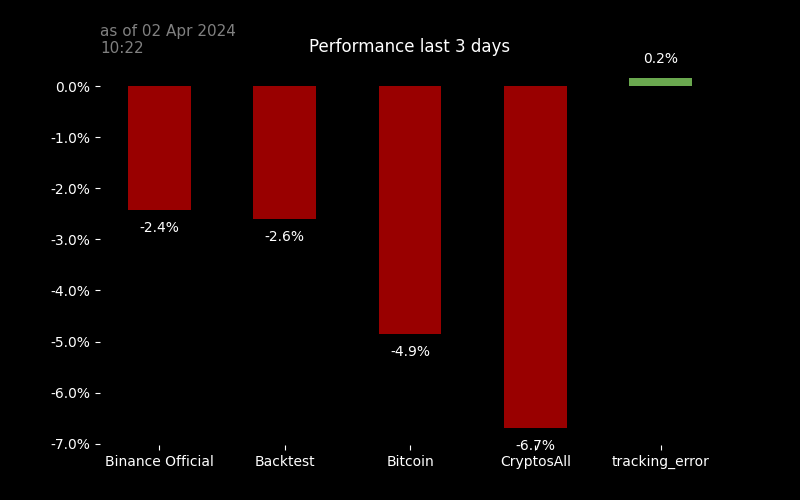 as of 02 Apr 2024
10:22
Performance last 3 days
0.2%
0.0%
-1.0%
-2.0%
-2.4%
-2.6%
-3.0%
-4.0%
-5.0%
-4.9%
-6.0%
-7.0%
-6.7%
Binance Official
Backtest
Bitcoin
CryptosAll
tracking_error